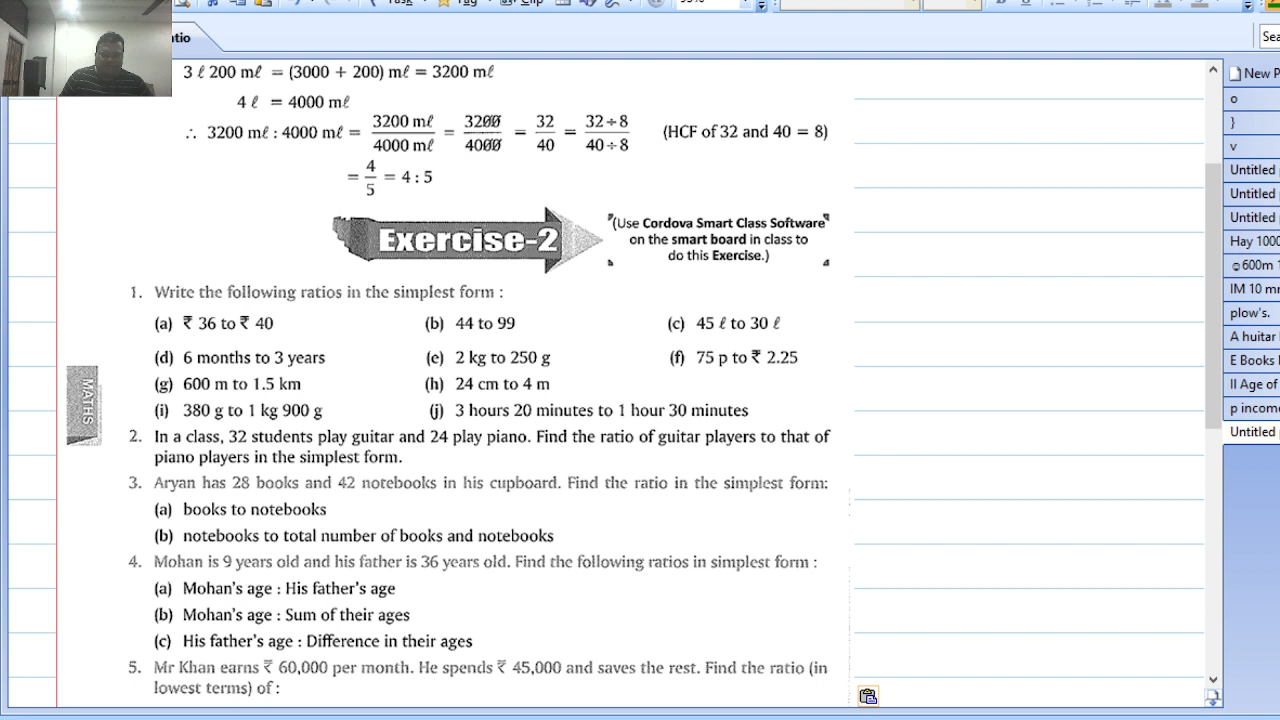 Task
Tag
Clip
95%
tio
Sea
3 ℓ 200 mℓ = (3000 + 200) mℓ = 3200 mℓ
4 ℓ = 4000 mℓ
∴ 3200 mℓ : 4000 mℓ = 3200 mℓ / 4000 mℓ = 3200 / 4000 = 32 / 40 = 32 ÷ 8 / 40 ÷ 8 (HCF of 32 and 40 = 8)
= 4 / 5 = 4 : 5
Exercise-2
(Use Cordova Smart Class Software
on the smart board in class to
do this Exercise.)
1. Write the following ratios in the simplest form :
(a) ₹ 36 to ₹ 40 (b) 44 to 99 (c) 45 ℓ to 30 ℓ
(d) 6 months to 3 years (e) 2 kg to 250 g (f) 75 p to ₹ 2.25
(g) 600 m to 1.5 km (h) 24 cm to 4 m
(i) 380 g to 1 kg 900 g (j) 3 hours 20 minutes to 1 hour 30 minutes
MATHS
2. In a class, 32 students play guitar and 24 play piano. Find the ratio of guitar players to that of
piano players in the simplest form.
3. Aryan has 28 books and 42 notebooks in his cupboard. Find the ratio in the simplest form:
(a) books to notebooks
(b) notebooks to total number of books and notebooks
4. Mohan is 9 years old and his father is 36 years old. Find the following ratios in simplest form :
(a) Mohan's age : His father's age
(b) Mohan's age : Sum of their ages
(c) His father's age : Difference in their ages
5. Mr Khan earns ₹ 60,000 per month. He spends ₹ 45,000 and saves the rest. Find the ratio (in
lowest terms) of :
New P
o
}
v
Untitled
Untitled
Untitled
Hay 1000
600m 1
IM 10 mr
plow's.
A huitar
E Books
II Age of
p incom
Untitled